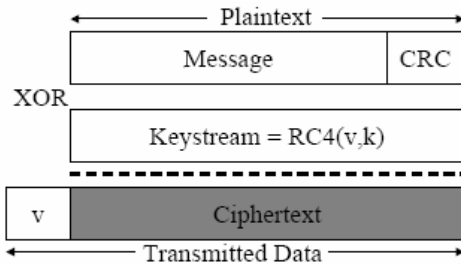 Plaintext
Message CRC
XOR
Keystream = RC4(v,k)
v Ciphertext
Transmitted Data